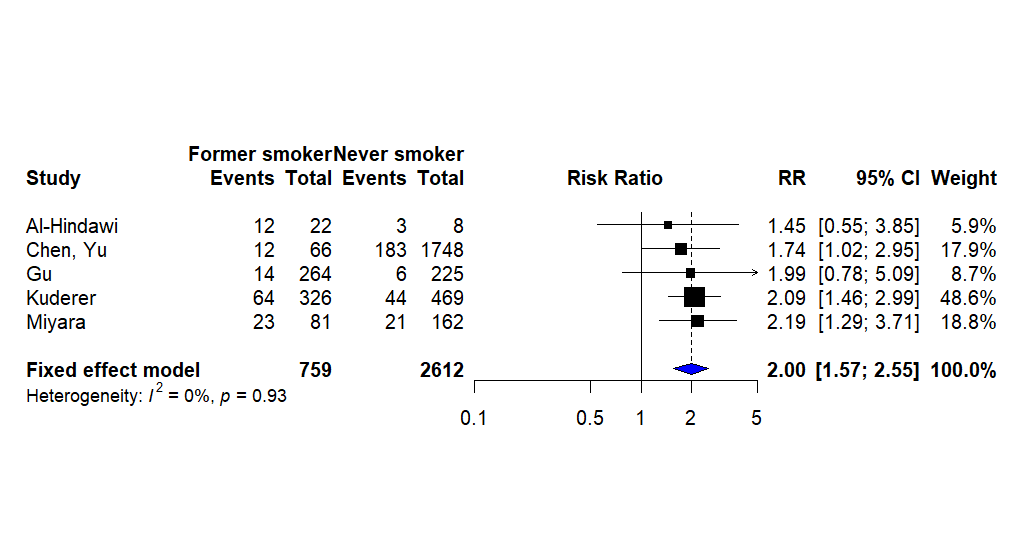 Former smoker Never smoker
Study Events Total Events Total Risk Ratio RR 95% CI Weight
Al-Hindawi 12 22 3 8 1.45 [0.55; 3.85] 5.9%
Chen, Yu 12 66 183 1748 1.74 [1.02; 2.95] 17.9%
Gu 14 264 6 225 1.99 [0.78; 5.09] 8.7%
Kuderer 64 326 44 469 2.09 [1.46; 2.99] 48.6%
Miyara 23 81 21 162 2.19 [1.29; 3.71] 18.8%
Fixed effect model 759 2612 2.00 [1.57; 2.55] 100.0%
Heterogeneity: I² = 0%, p = 0.93
0.1 0.5 1 2 5